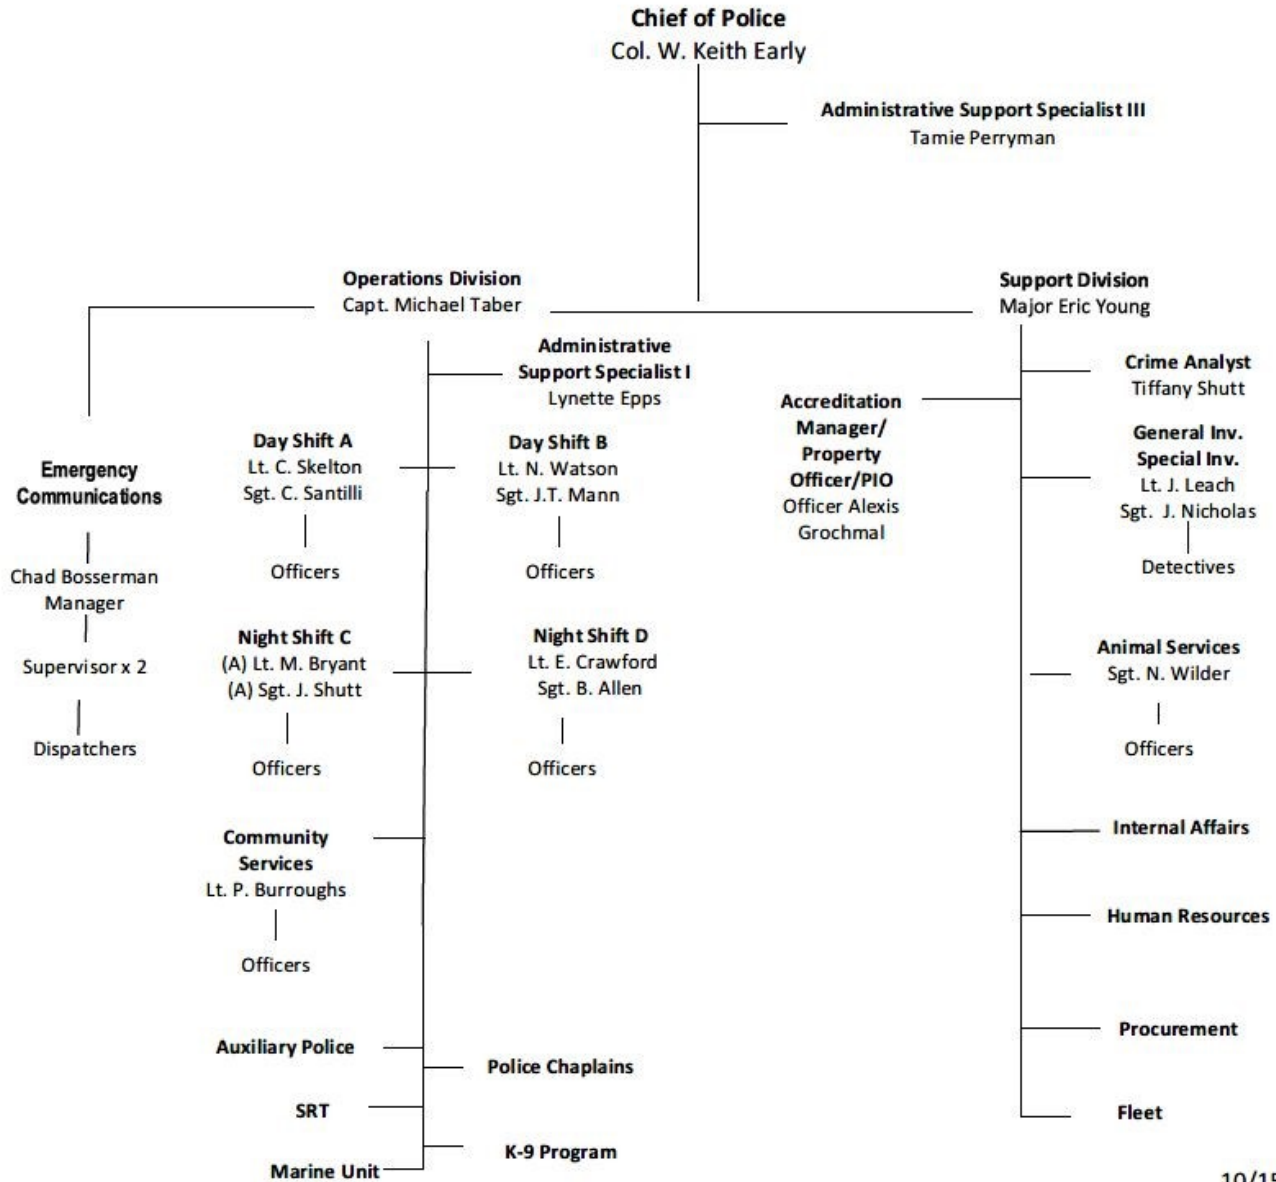 Chief of Police
Col. W. Keith Early
Administrative Support Specialist III
Tamie Perryman
Operations Division
Capt. Michael Taber
Support Division
Major Eric Young
Emergency
Communications
Chad Bosserman
Manager
Supervisor x 2
Dispatchers
Administrative
Support Specialist I
Lynette Epps
Day Shift A
Lt. C. Skelton
Sgt. C. Santilli
Officers
Day Shift B
Lt. N. Watson
Sgt. J.T. Mann
Officers
Night Shift C
(A) Lt. M. Bryant
(A) Sgt. J. Shutt
Officers
Night Shift D
Lt. E. Crawford
Sgt. B. Allen
Officers
Community
Services
Lt. P. Burroughs
Officers
Auxiliary Police
Police Chaplains
SRT
K-9 Program
Marine Unit
Accreditation
Manager/
Property
Officer/PIO
Officer Alexis
Grochmal
Crime Analyst
Tiffany Shutt
General Inv.
Special Inv.
Lt. J. Leach
Sgt. J. Nicholas
Detectives
Animal Services
Sgt. N. Wilder
Officers
Internal Affairs
Human Resources
Procurement
Fleet